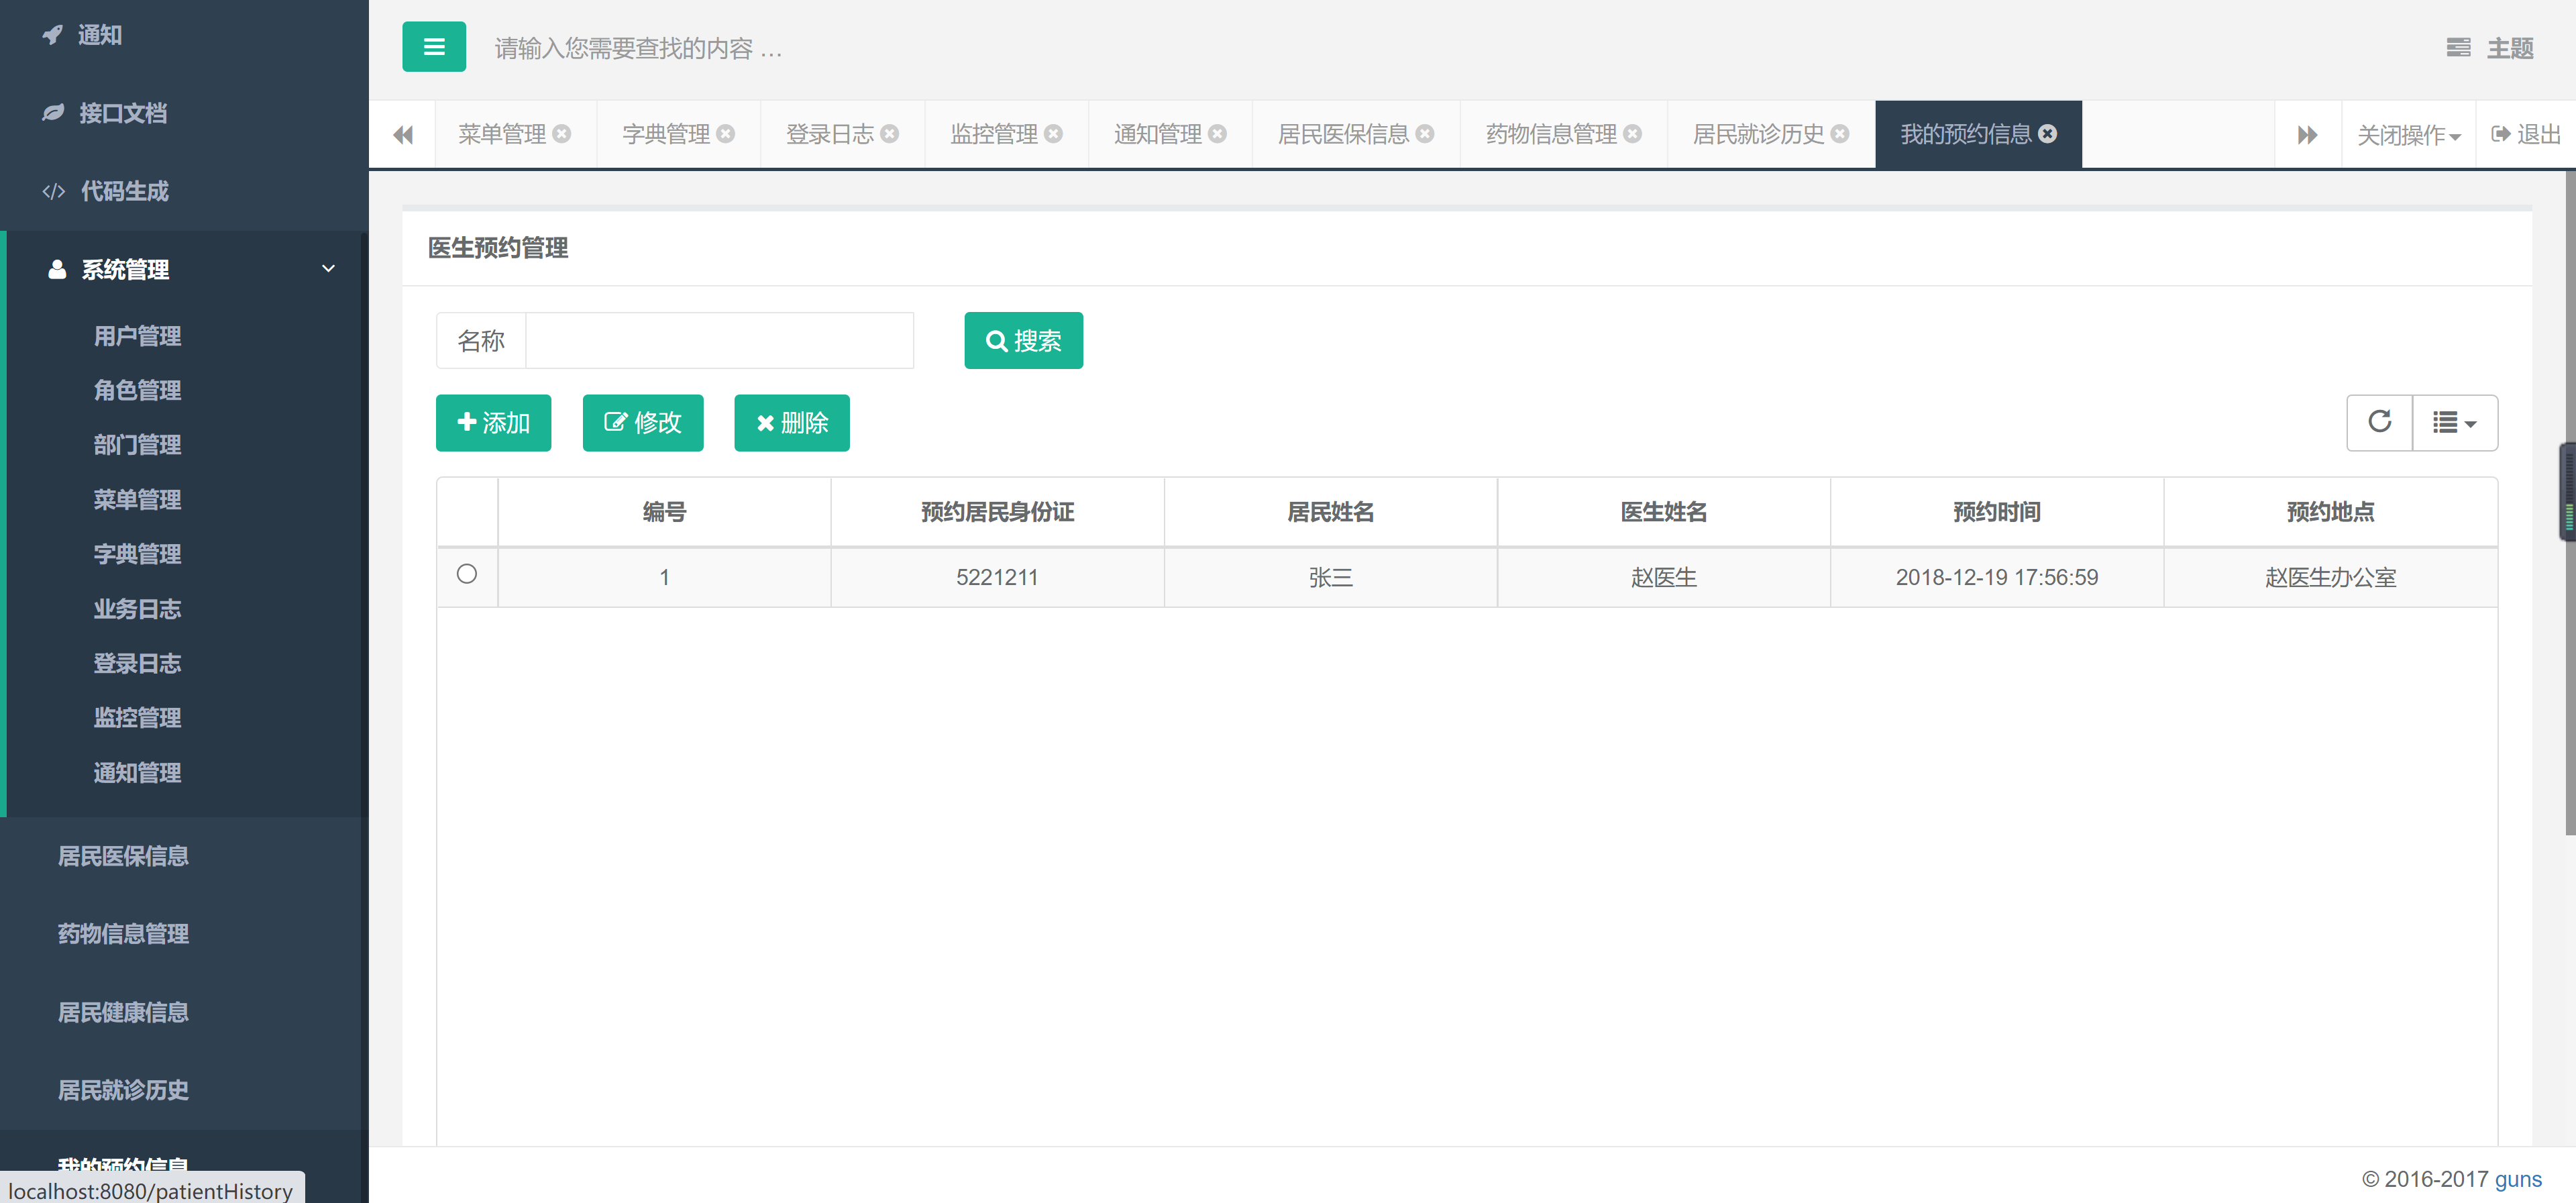 通知
接口文档
代码生成
系统管理
用户管理
角色管理
部门管理
菜单管理
字典管理
业务日志
登录日志
监控管理
通知管理
居民医保信息
药物信息管理
居民健康信息
居民就诊历史
我的预约信息
localhost:8080/patientHistory
请输入您需要查找的内容 …
主题
菜单管理 字典管理 登录日志 监控管理 通知管理 居民医保信息 药物信息管理 居民就诊历史 我的预约信息 关闭操作 退出
医生预约管理
名称 搜索
添加 修改 删除
编号 预约居民身份证 居民姓名 医生姓名 预约时间 预约地点
1 5221211 张三 赵医生 2018-12-19 17:56:59 赵医生办公室
© 2016-2017 guns